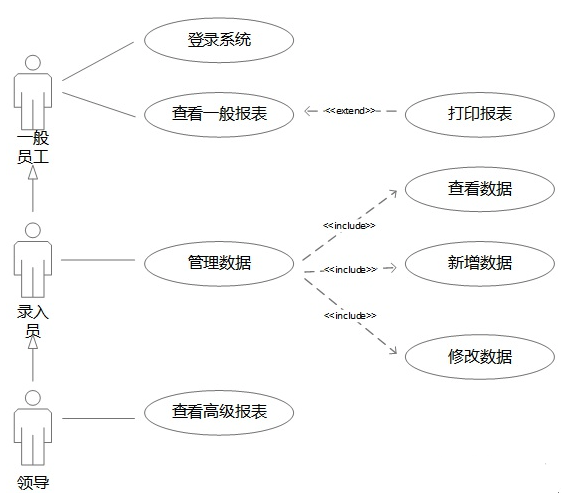 登录系统
一般
员工
查看一般报表
<<extend>>
打印报表
查看数据
<<include>>
录入
员
管理数据
<<include>>
新增数据
<<include>>
修改数据
领导
查看高级报表